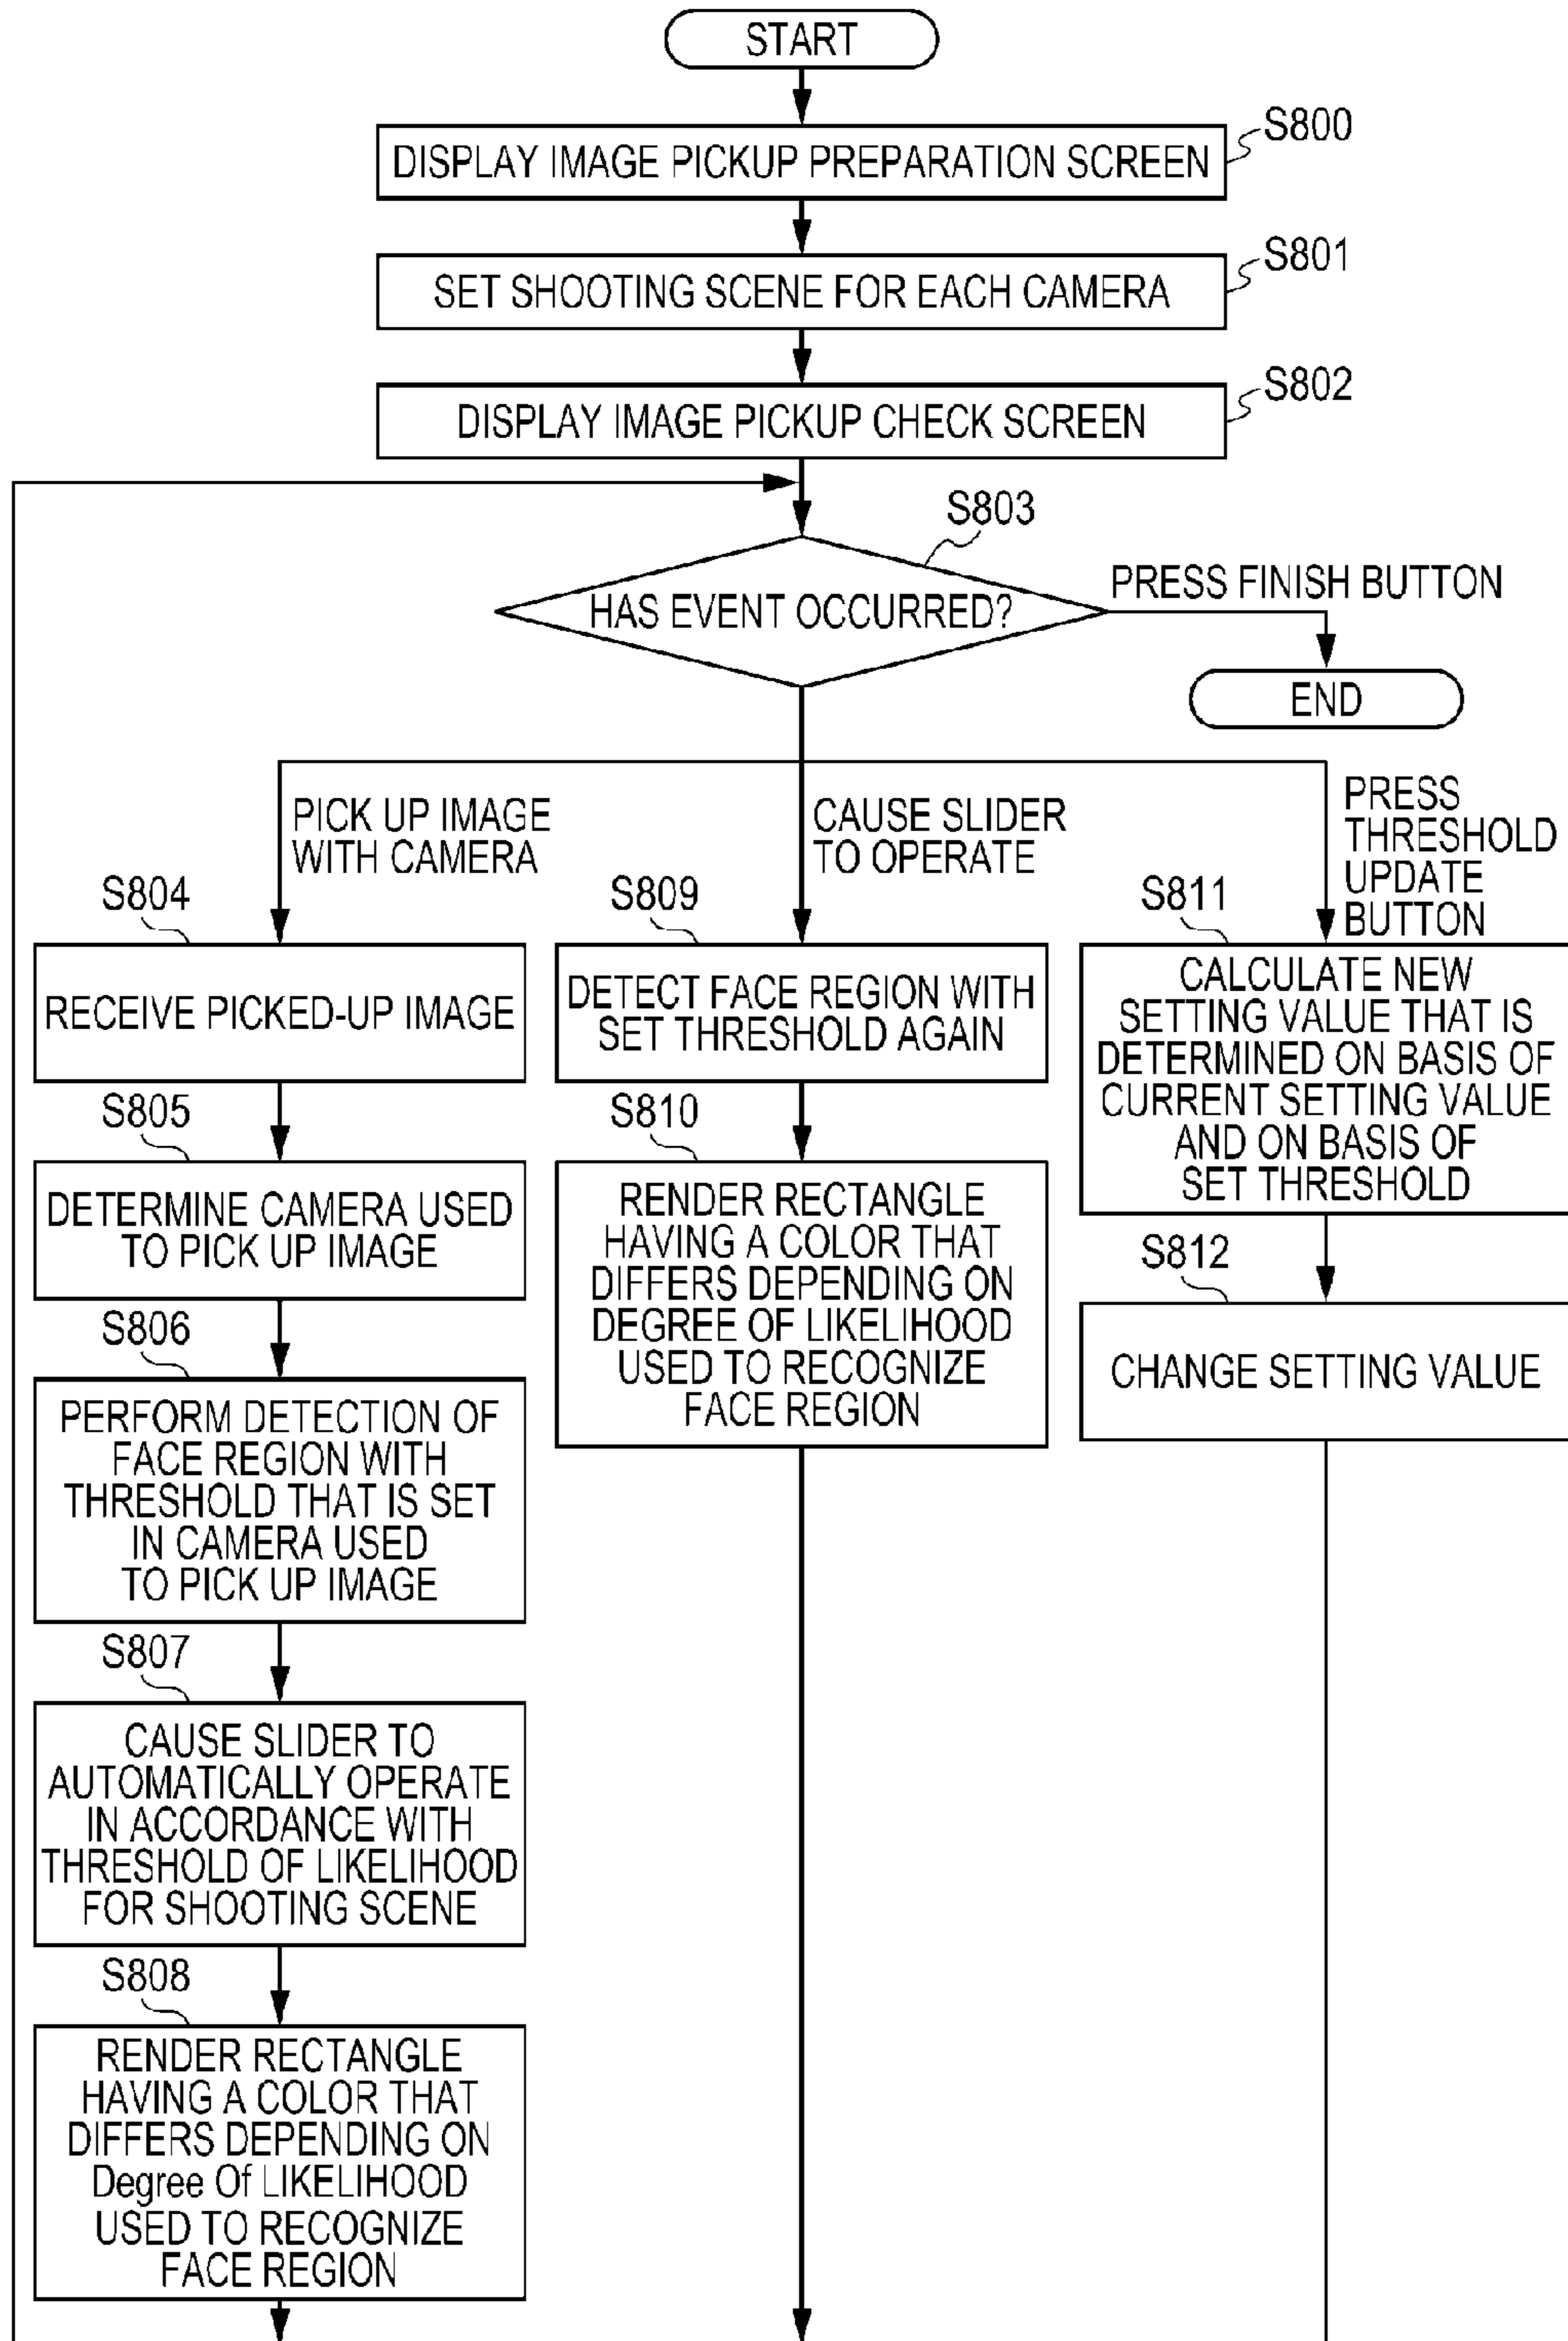 START
S800
DISPLAY IMAGE PICKUP PREPARATION SCREEN
S801
SET SHOOTING SCENE FOR EACH CAMERA
S802
DISPLAY IMAGE PICKUP CHECK SCREEN
S803
HAS EVENT OCCURRED?
PRESS FINISH BUTTON
END
PICK UP IMAGE
WITH CAMERA
S804
RECEIVE PICKED-UP IMAGE
S805
DETERMINE CAMERA USED
TO PICK UP IMAGE
S806
PERFORM DETECTION OF
FACE REGION WITH
THRESHOLD THAT IS SET
IN CAMERA USED
TO PICK UP IMAGE
S807
CAUSE SLIDER TO
AUTOMATICALLY OPERATE
IN ACCORDANCE WITH
THRESHOLD OF LIKELIHOOD
FOR SHOOTING SCENE
S808
RENDER RECTANGLE
HAVING A COLOR THAT
DIFFERS DEPENDING ON
Degree Of LIKELIHOOD
USED TO RECOGNIZE
FACE REGION
CAUSE SLIDER
TO OPERATE
S809
DETECT FACE REGION WITH
SET THRESHOLD AGAIN
S810
RENDER RECTANGLE
HAVING A COLOR THAT
DIFFERS DEPENDING ON
DEGREE OF LIKELIHOOD
USED TO RECOGNIZE
FACE REGION
PRESS
THRESHOLD
UPDATE
BUTTON
S811
CALCULATE NEW
SETTING VALUE THAT IS
DETERMINED ON BASIS OF
CURRENT SETTING VALUE
AND ON BASIS OF
SET THRESHOLD
S812
CHANGE SETTING VALUE